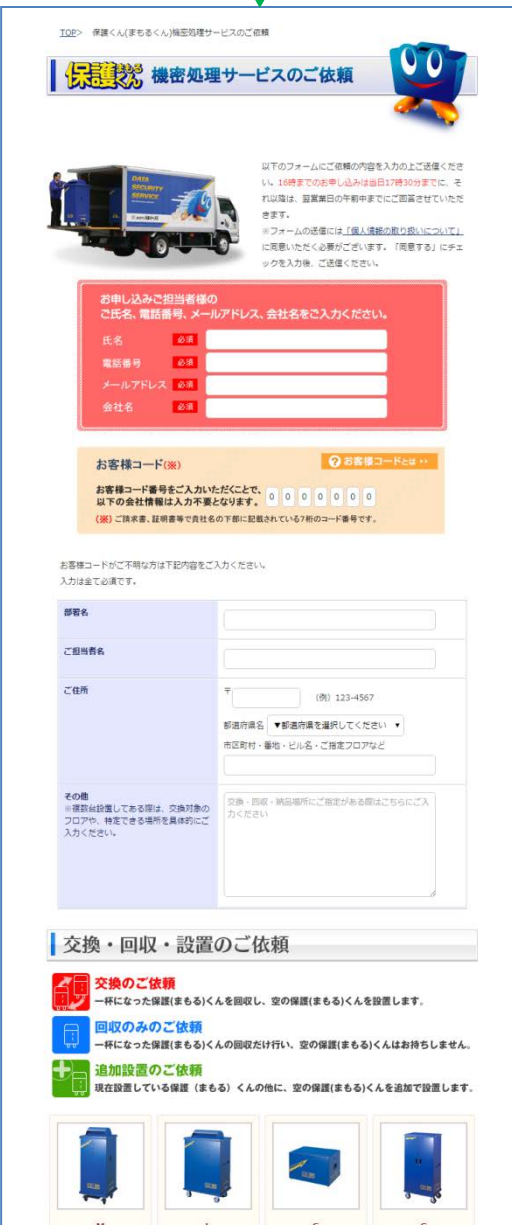 TOP> 保護くん(まもるくん)機密処理サービスのご依頼
保護くん まもる 機密処理サービスのご依頼
DATA
SECURITY
SERVICE
以下のフォームにご依頼の内容を入力の上ご送信くださ
い。16時までのお申し込みは当日17時30分までに、そ
れ以降は、翌営業日の午前中までにご回答させていただ
きます。
※フォームの送信には「個人情報の取り扱いについて」
に同意いただく必要がございます。「同意する」にチェ
ックを入力後、ご送信ください。
お申し込みご担当者様の
ご氏名、電話番号、メールアドレス、会社名をご入力ください。
氏名 必須
電話番号 必須
メールアドレス 必須
会社名 必須
お客様コード(※) ? お客様コードとは
お客様コード番号をご入力いただくことで、
以下の会社情報は入力不要となります。 0 0 0 0 0 0 0
(※) ご請求書、証明書等で貴社名の下部に記載されている7桁のコード番号です。
お客様コードがご不明な方は下記内容をご入力ください。
入力は全て必須です。
部署名
ご担当者名
ご住所
〒 (例) 123-4567
都道府県名 ▼都道府県を選択してください ▼
市区町村・番地・ビル名・ご指定フロアなど
その他
※複数台設置してある際は、交換対象の
フロアや、特定できる場所を具体的にご
入力ください。
交換・回収・納品場所にご指定がある際はこちらにご入
力ください
交換・回収・設置のご依頼
交換のご依頼
一杯になった保護(まもる)くんを回収し、空の保護(まもる)くんを設置します。
回収のみのご依頼
一杯になった保護(まもる)くんの回収だけ行い、空の保護(まもる)くんはお持ちしません。
追加設置のご依頼
現在設置している保護（まもる）くんの他に、空の保護(まもる)くんを追加で設置します。